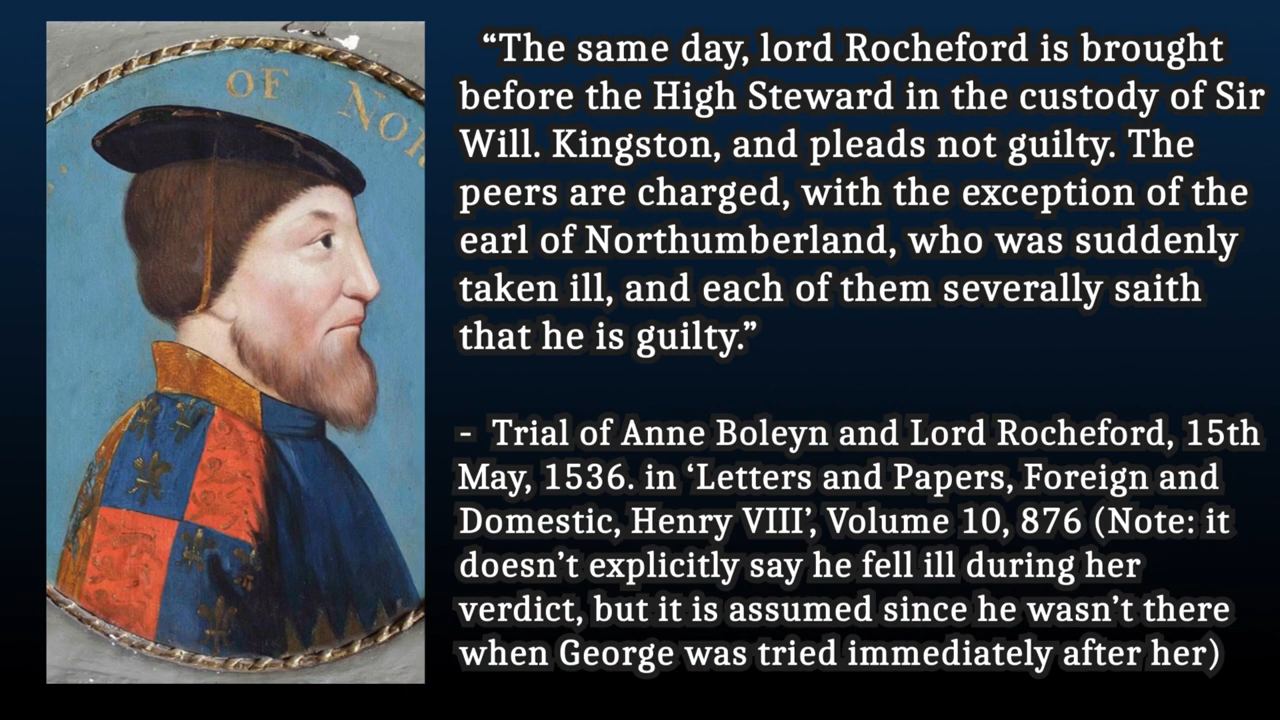 OF NOR
“The same day, lord Rocheford is brought
before the High Steward in the custody of Sir
Will. Kingston, and pleads not guilty. The
peers are charged, with the exception of the
earl of Northumberland, who was suddenly
taken ill, and each of them severally saith
that he is guilty.”
- Trial of Anne Boleyn and Lord Rocheford, 15th
May, 1536. in ‘Letters and Papers, Foreign and
Domestic, Henry VIII’, Volume 10, 876 (Note: it
doesn’t explicitly say he fell ill during her
verdict, but it is assumed since he wasn’t there
when George was tried immediately after her)